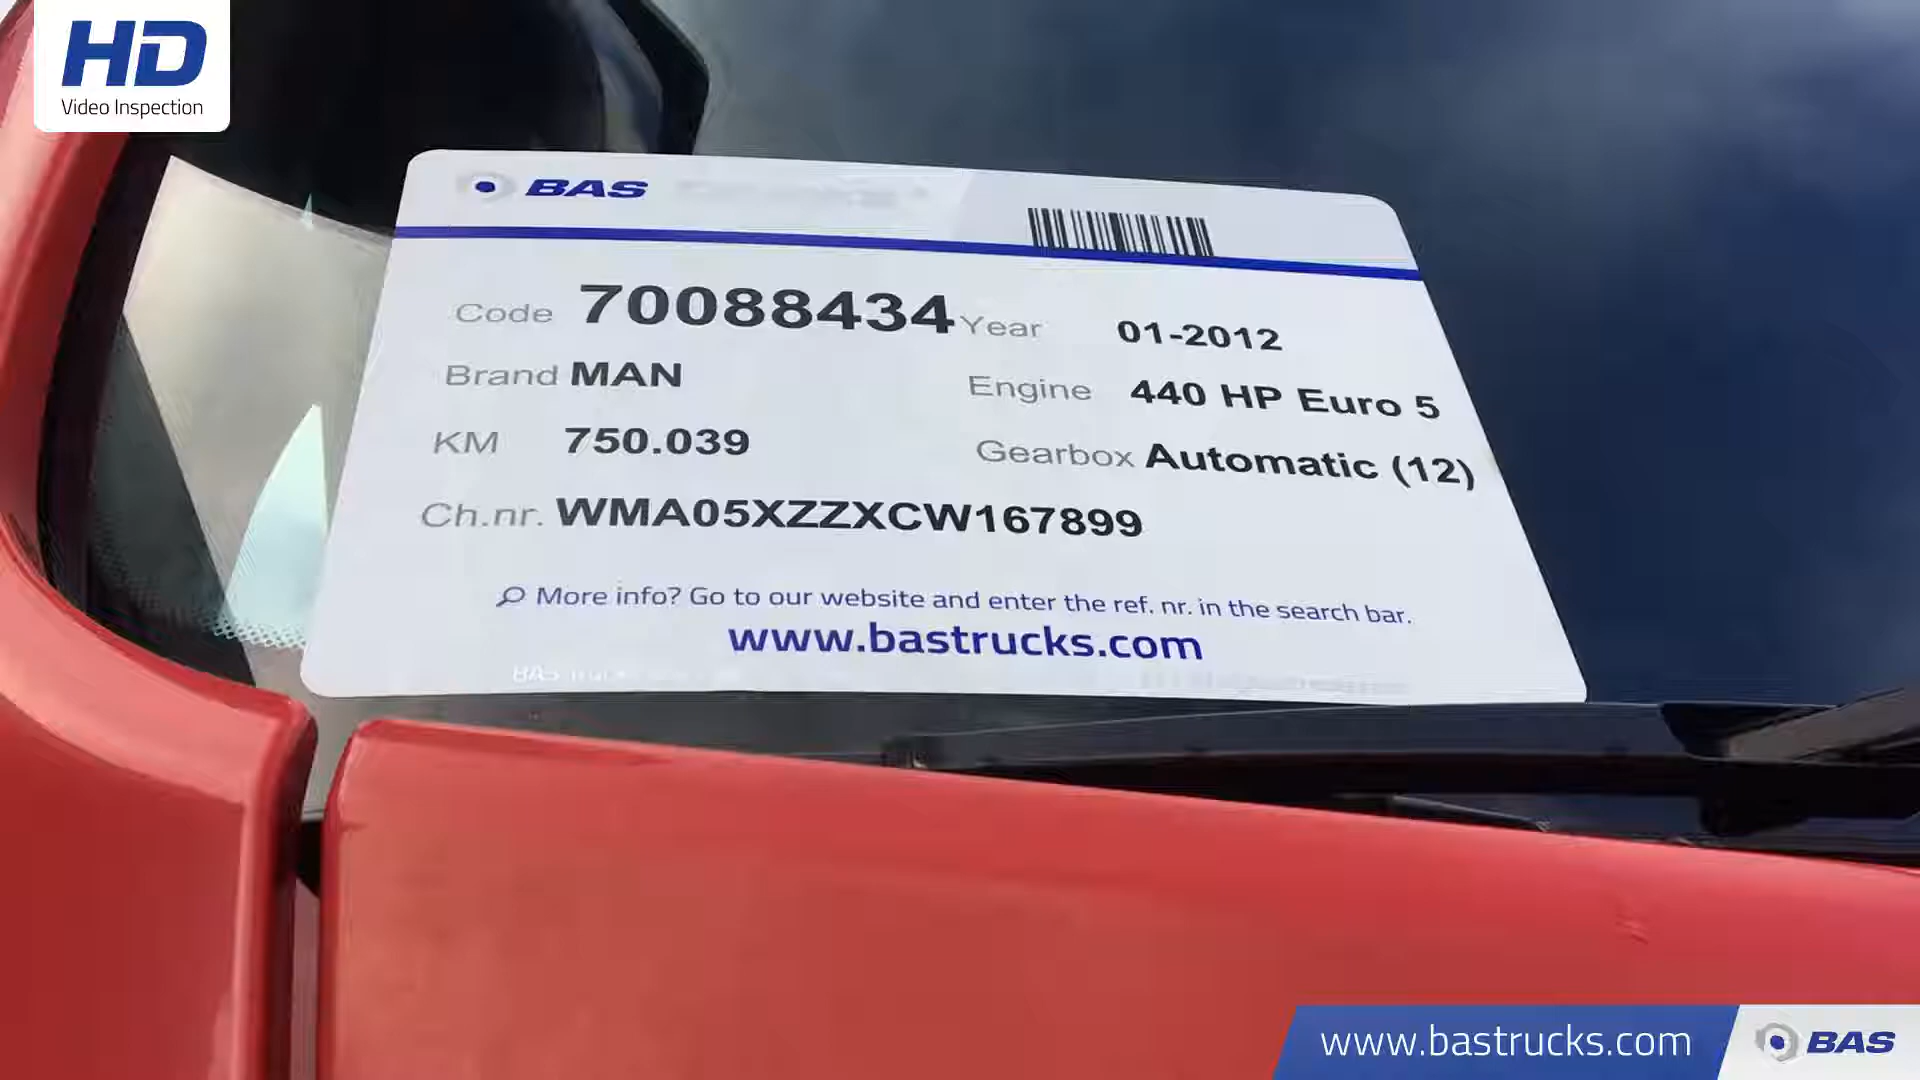 HD
Video Inspection
BAS
Code 70088434 Year 01-2012
Brand MAN Engine 440 HP Euro 5
KM 750.039 Gearbox Automatic (12)
Ch.nr. WMA05XZZXCW167899
More info? Go to our website and enter the ref. nr. in the search bar.
www.bastrucks.com
www.bastrucks.com BAS